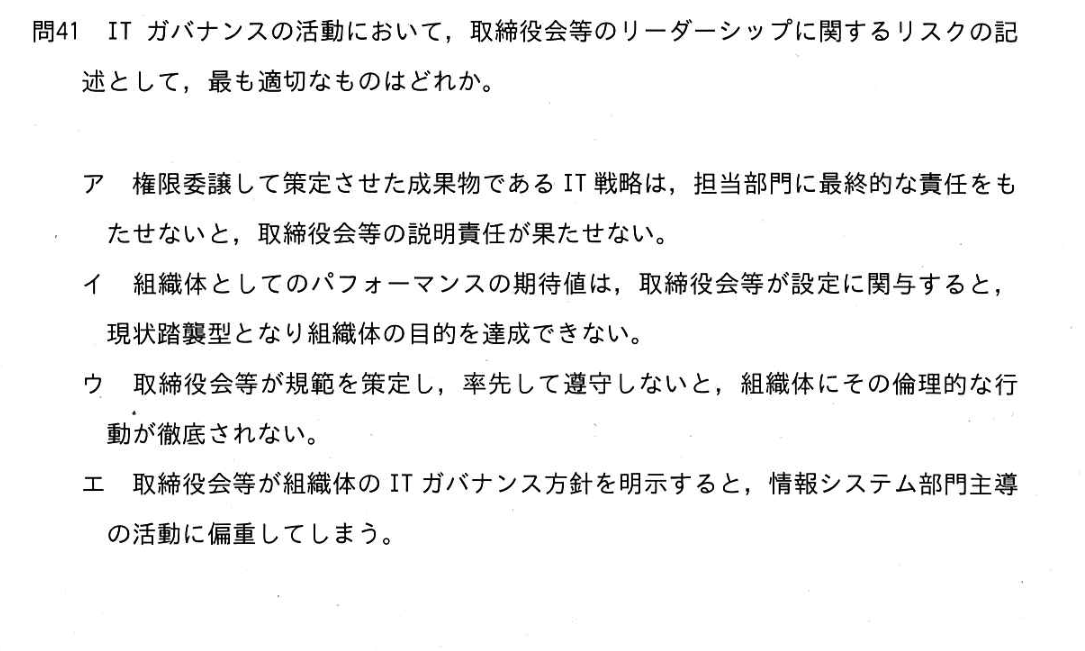 問41 IT ガバナンスの活動において，取締役会等のリーダーシップに関するリスクの記
述として，最も適切なものはどれか。
ア 権限委譲して策定させた成果物である IT 戦略は，担当部門に最終的な責任をも
たせないと，取締役会等の説明責任が果たせない。
イ 組織体としてのパフォーマンスの期待値は，取締役会等が設定に関与すると，
現状踏襲型となり組織体の目的を達成できない。
ウ 取締役会等が規範を策定し，率先して遵守しないと，組織体にその倫理的な行
動が徹底されない。
エ 取締役会等が組織体の IT ガバナンス方針を明示すると，情報システム部門主導
の活動に偏重してしまう。